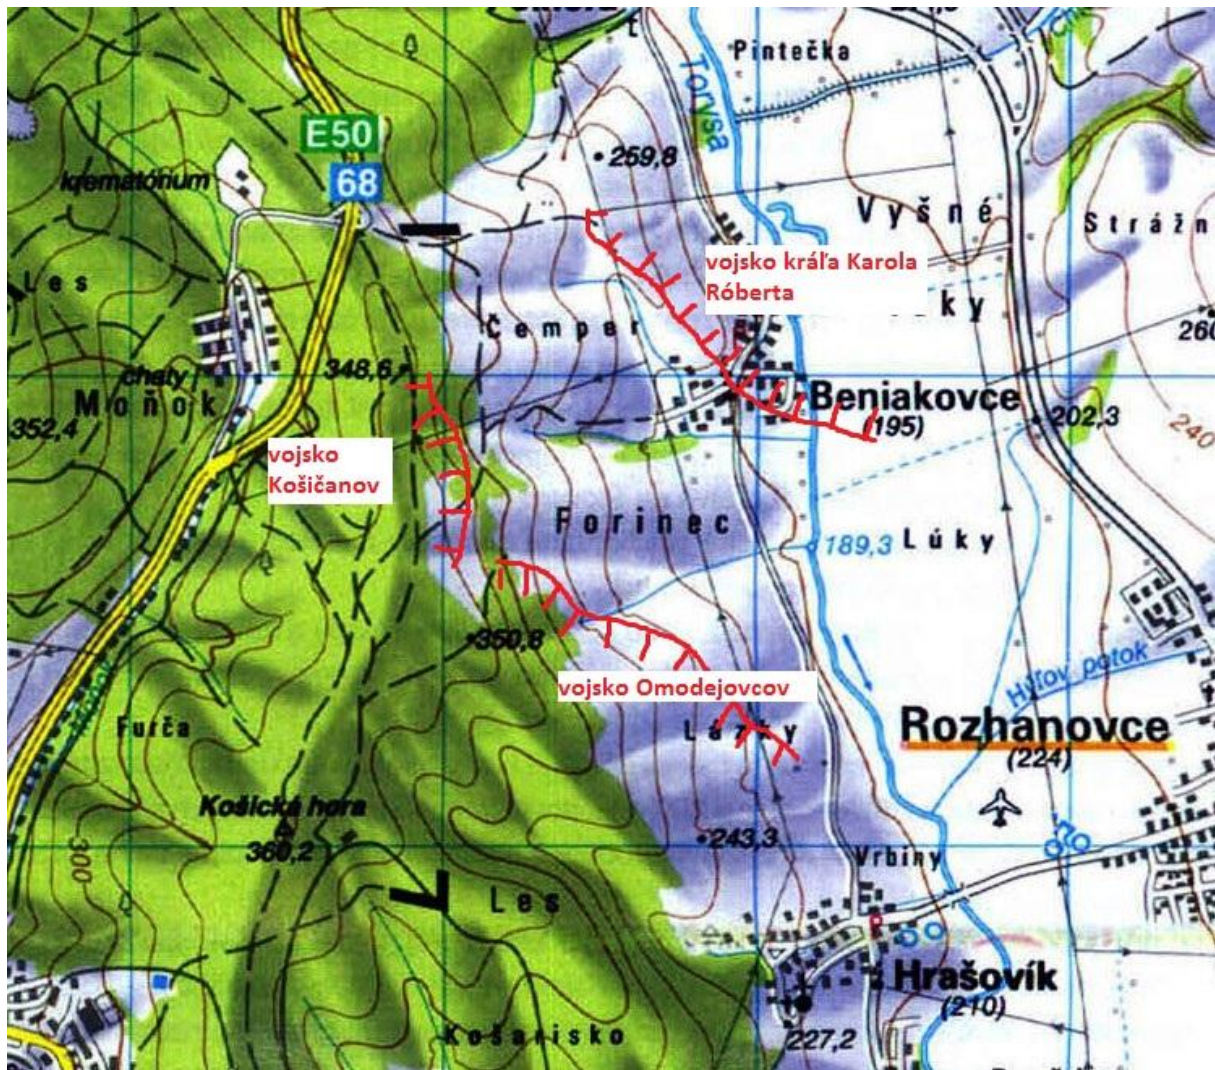 Pintečka
Torysa
E50
68
259,8
krematórium
Vyšné
Strážn
vojsko kráľa Karola
Róberta
Les
ky
Čemper
260
348,6
chaty
Moňok
Beniakovce
(195)
202,3
352,4
240
vojsko
Košičanov
Forinec
189,3
Lúky
350,8
Hlľov potok
vojsko Omodejovcov
Furča
Lázky
Rozhanovce
(224)
Košická hora
360,2
243,3
300
Vrbiny
Les
Hrašovík
(210)
Košarisko
227,2